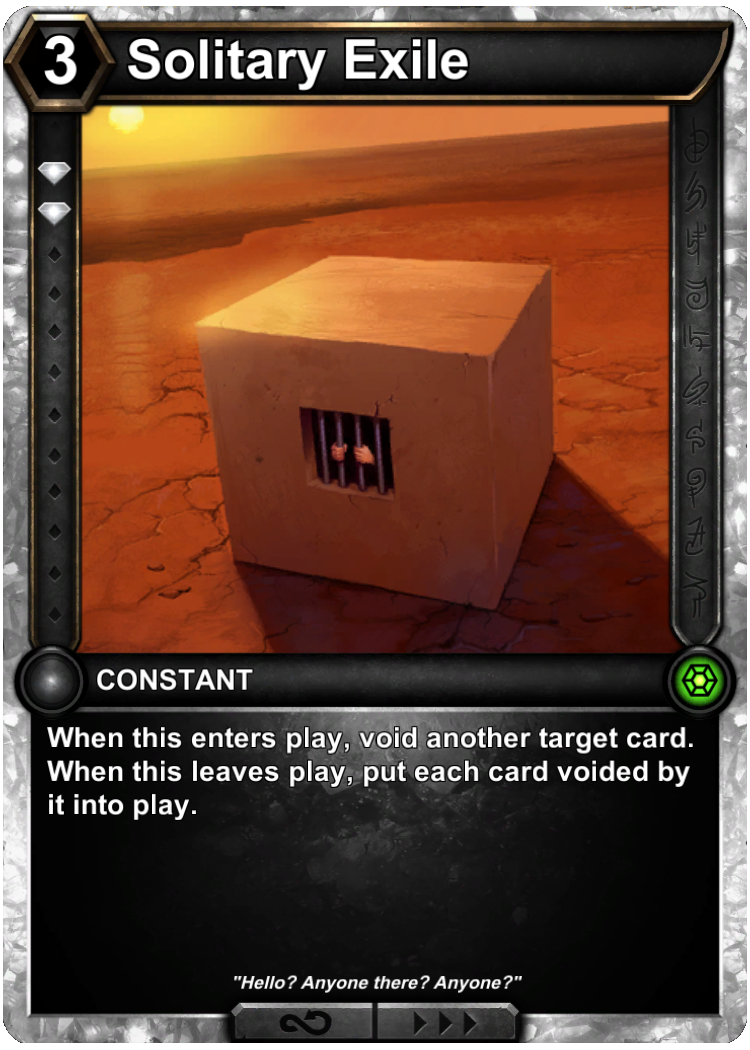 3
Solitary Exile
CONSTANT
When this enters play, void another target card.
When this leaves play, put each card voided by
it into play.
"Hello? Anyone there? Anyone?"